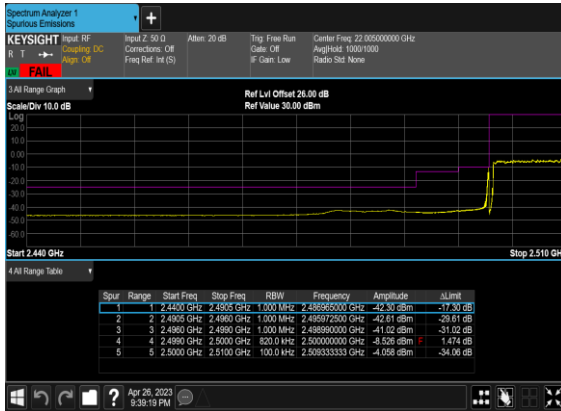 Spectrum Analyzer 1
Spurious Emissions
KEYSIGHT Input: RF Input Z: 50 Ω Atten: 20 dB Trig: Free Run Center Freq: 22.005000000 GHz
R T Coupling: DC Corrections: Off Gate: Off Avg|Hold: 1000/1000
Align: Off Freq Ref: Int (S) IF Gain: Low Radio Std: None
FAIL
3 All Range Graph
Ref Lvl Offset 26.00 dB
Scale/Div 10.0 dB Ref Value 30.00 dBm
Log
20.0
10.0
0.00
-10.0
-20.0
-30.0
-40.0
-50.0
-60.0
Start 2.440 GHz Stop 2.510 GH
4 All Range Table
Spur Range Start Freq Stop Freq RBW Frequency Amplitude ΔLimit
1 1 2.4400 GHz 2.4905 GHz 1.000 MHz 2.486965000 GHz -42.30 dBm -17.30 dB
2 2 2.4905 GHz 2.4960 GHz 1.000 MHz 2.495972500 GHz -42.61 dBm -29.61 dB
3 3 2.4960 GHz 2.4990 GHz 1.000 MHz 2.498990000 GHz -41.02 dBm -31.02 dB
4 4 2.4990 GHz 2.5000 GHz 820.0 kHz 2.500000000 GHz -8.526 dBm F 1.474 dB
5 5 2.5000 GHz 2.5100 GHz 100.0 kHz 2.509333333 GHz -4.058 dBm -34.06 dB
Apr 26, 2023
9:39:19 PM